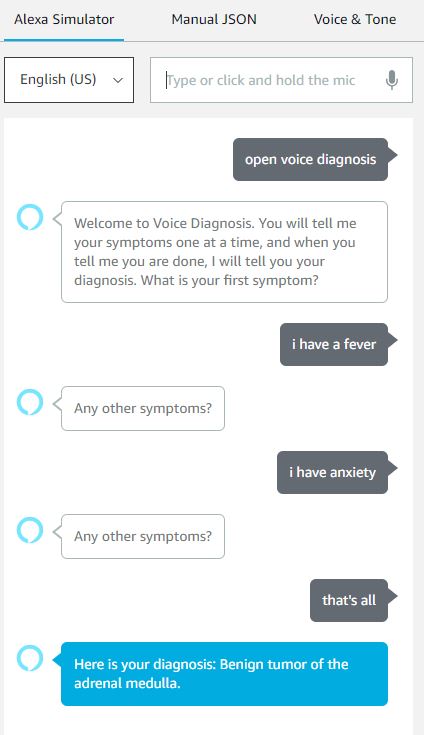 Alexa Simulator Manual JSON Voice & Tone
English (US) Type or click and hold the mic
open voice diagnosis
Welcome to Voice Diagnosis. You will tell me
your symptoms one at a time, and when you
tell me you are done, I will tell you your
diagnosis. What is your first symptom?
i have a fever
Any other symptoms?
i have anxiety
Any other symptoms?
that's all
Here is your diagnosis: Benign tumor of the
adrenal medulla.